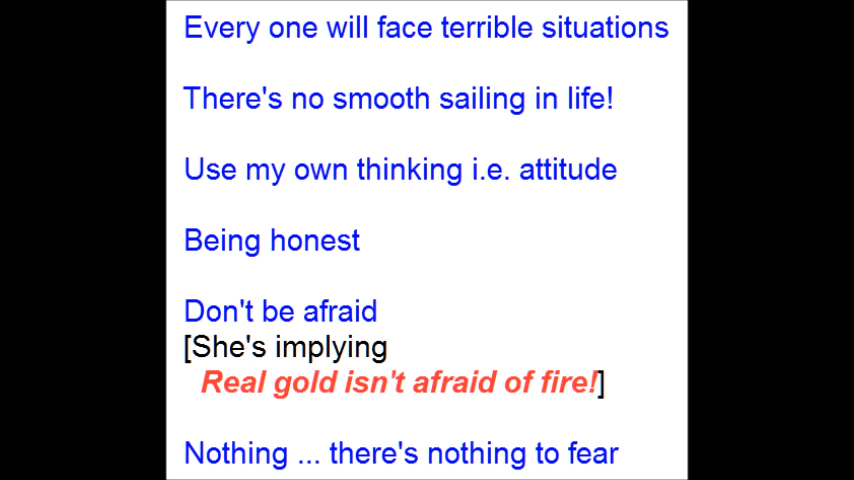 Every one will face terrible situations
There's no smooth sailing in life!
Use my own thinking i.e. attitude
Being honest
Don't be afraid
[She's implying
Real gold isn't afraid of fire!]
Nothing ... there's nothing to fear